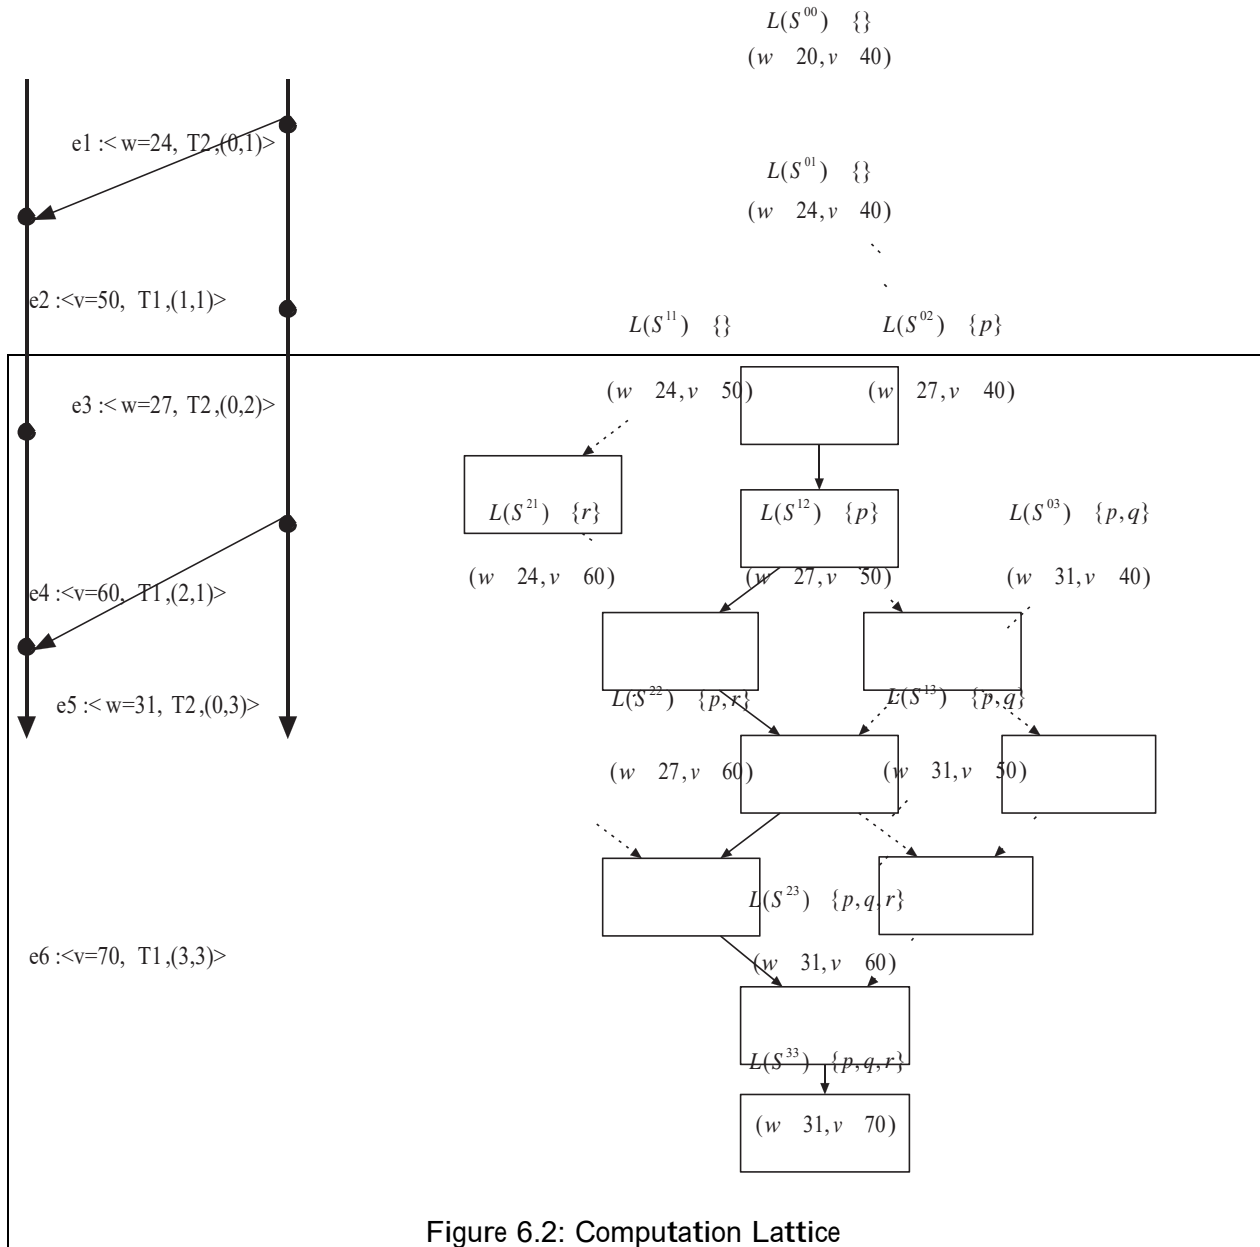 L(S^00) {}
(w 20, v 40)
e1 :< w=24, T2,(0,1)>
L(S^01) {}
(w 24, v 40)
e2 :<v=50, T1,(1,1)>
L(S^11) {} L(S^02) {p}
e3 :< w=27, T2,(0,2)>
(w 24, v 50) (w 27, v 40)
L(S^21) {r} L(S^12) {p} L(S^03) {p,q}
(w 24, v 60) (w 27, v 50) (w 31, v 40)
e4 :<v=60, T1,(2,1)>
L(S^22) {p,r} L(S^13) {p,q}
e5 :< w=31, T2,(0,3)>
(w 27, v 60) (w 31, v 50)
L(S^23) {p,q,r}
e6 :<v=70, T1,(3,3)>
(w 31, v 60)
L(S^33) {p,q,r}
(w 31, v 70)
Figure 6.2: Computation Lattice